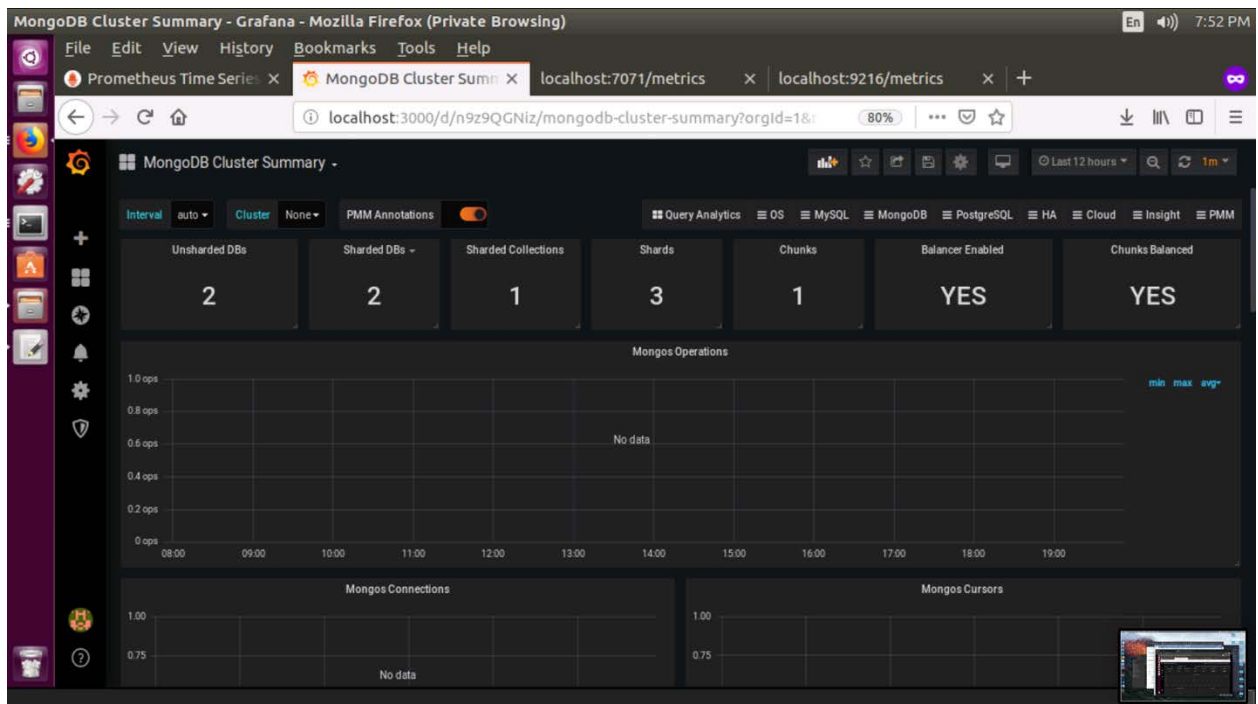 MongoDB Cluster Summary - Grafana - Mozilla Firefox (Private Browsing)
En
7:52 PM
File Edit View History Bookmarks Tools Help
Prometheus Time Series
MongoDB Cluster Summ
localhost:7071/metrics
localhost:9216/metrics
localhost:3000/d/n9z9QGNiz/mongodb-cluster-summary?orgId=1&
80%
MongoDB Cluster Summary
Last 12 hours
1m
Interval auto
Cluster None
PMM Annotations
Query Analytics
OS
MySQL
MongoDB
PostgreSQL
HA
Cloud
Insight
PMM
Unsharded DBs
2
Sharded DBs
2
Sharded Collections
1
Shards
3
Chunks
1
Balancer Enabled
YES
Chunks Balanced
YES
Mongos Operations
min max avg
1.0 ops
0.8 ops
0.6 ops
0.4 ops
0.2 ops
0 ops
No data
08:00 09:00 10:00 11:00 12:00 13:00 14:00 15:00 16:00 17:00 18:00 19:00
Mongos Connections
1.00
0.75
No data
Mongos Cursors
1.00
0.75